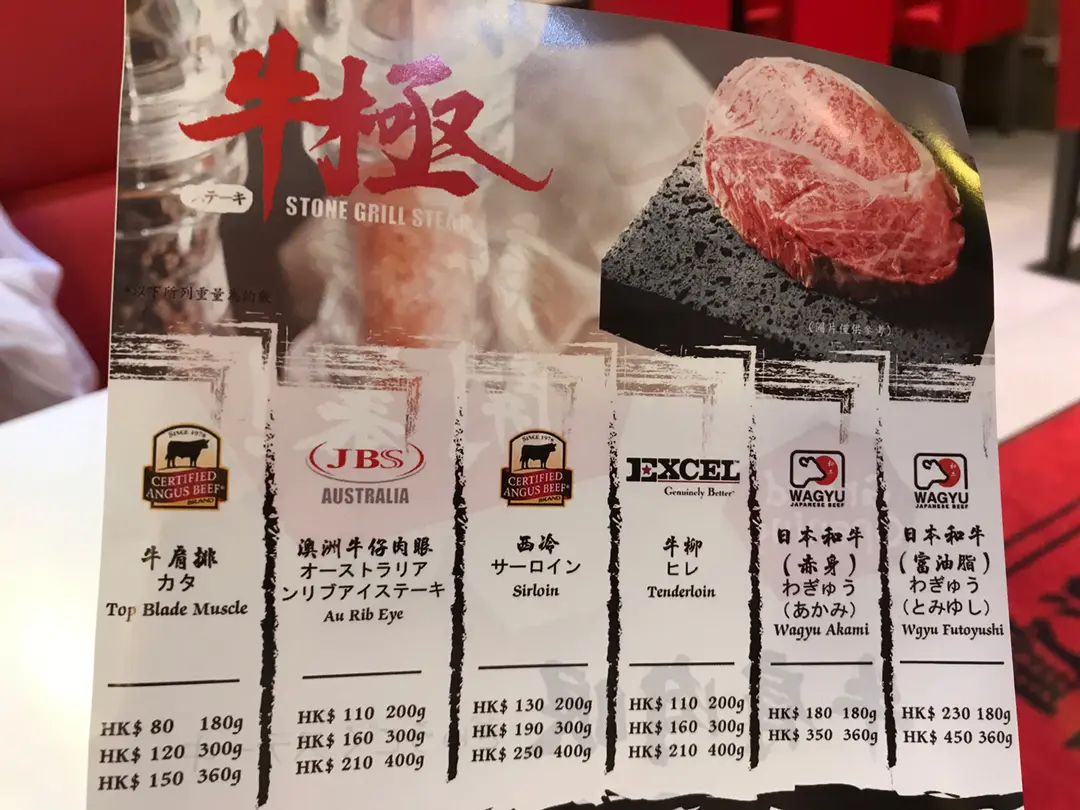 牛極
ステーキ
STONE GRILL STEAK
*以下所列重量為約數
(圖片僅供參考)
SINCE 1978
CERTIFIED
ANGUS BEEF®
BRAND
牛肩排
カタ
Top Blade Muscle
HK$ 80 180g
HK$ 120 300g
HK$ 150 360g
JBS
AUSTRALIA
澳洲牛仔肉眼
オーストラリア
ンリブアイステーキ
Au Rib Eye
HK$ 110 200g
HK$ 160 300g
HK$ 210 400g
SINCE 1978
CERTIFIED
ANGUS BEEF®
BRAND
西冷
サーロイン
Sirloin
HK$ 130 200g
HK$ 190 300g
HK$ 250 400g
EXCEL
Genuinely Better
牛柳
ヒレ
Tenderloin
HK$ 110 200g
HK$ 160 300g
HK$ 210 400g
和牛
WAGYU
JAPANESE BEEF
日本和牛
(赤身)
わぎゅう
(あかみ)
Wagyu Akami
HK$ 180 180g
HK$ 350 360g
和牛
WAGYU
JAPANESE BEEF
日本和牛
(富油脂)
わぎゅう
(とみゆし)
Wgyu Futoyushi
HK$ 230 180g
HK$ 450 360g